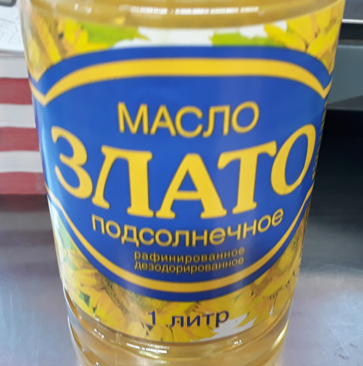 МАСЛО
ЗЛАТО
подсолнечное
рафинированное
дезодорированное
1 литр